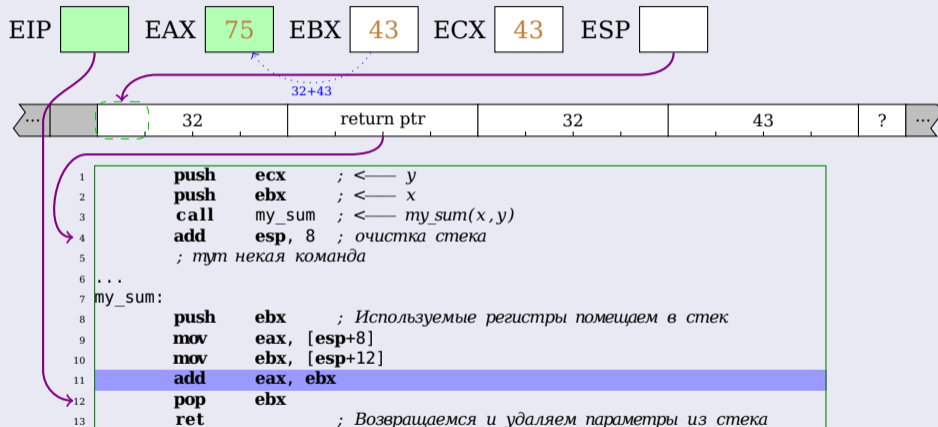 EIP EAX 75 EBX 43 ECX 43 ESP
32+43
... 32 return ptr 32 43 ? ...
1 push ecx ; <—— y
2 push ebx ; <—— x
3 call my_sum ; <—— my_sum(x,y)
4 add esp, 8 ; очистка стека
5 ; тут некая команда
6 ...
7 my_sum:
8 push ebx ; Используемые регистры помещаем в стек
9 mov eax, [esp+8]
10 mov ebx, [esp+12]
11 add eax, ebx
12 pop ebx
13 ret ; Возвращаемся и удаляем параметры из стека